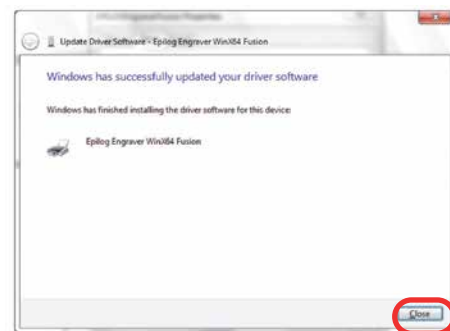 Update Driver Software - Epilog Engraver WinX64 Fusion
Windows has successfully updated your driver software
Windows has finished installing the driver software for this device:
Epilog Engraver WinX64 Fusion
Close